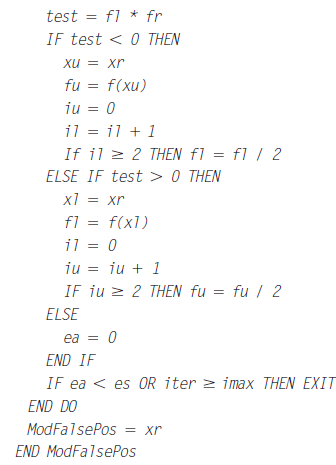 test = fl * fr
IF test < 0 THEN
xu = xr
fu = f(xu)
iu = 0
il = il + 1
If il ≥ 2 THEN fl = fl / 2
ELSE IF test > 0 THEN
xl = xr
fl = f(xl)
il = 0
iu = iu + 1
IF iu ≥ 2 THEN fu = fu / 2
ELSE
ea = 0
END IF
IF ea < es OR iter ≥ imax THEN EXIT
END DO
ModFalsePos = xr
END ModFalsePos